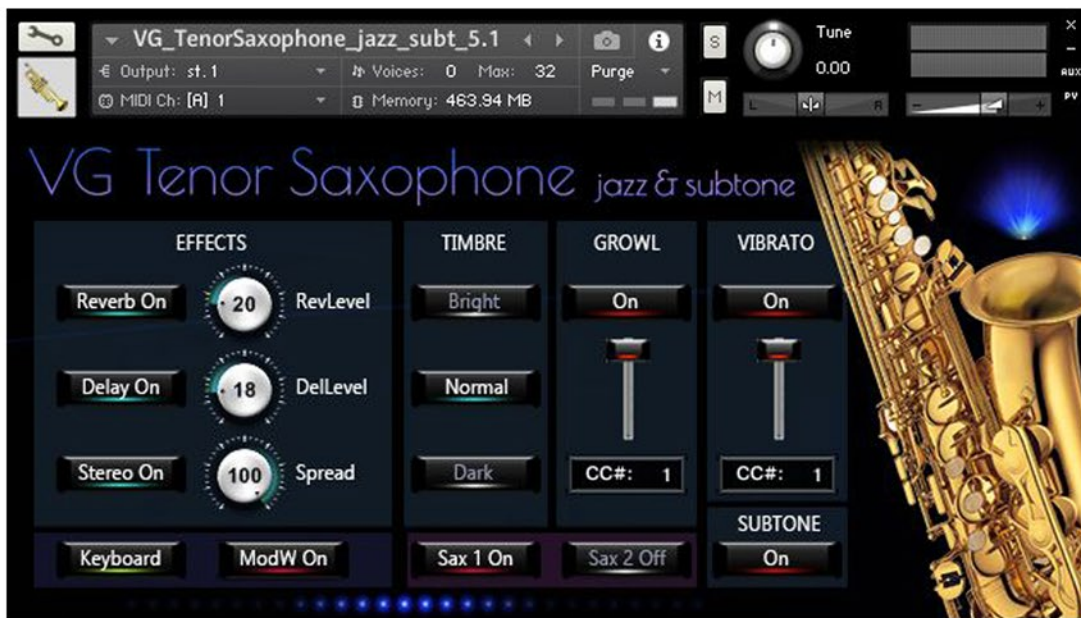 VG_TenorSaxophone_jazz_subt_5.1
Output: st.1
Voices: 0 Max: 32
Purge
MIDI Ch: [A] 1
Memory: 463.94 MB
S
M
Tune
0.00
L
R
-
+
×
-
AUX
PV
VG Tenor Saxophone jazz & subtone
EFFECTS
TIMBRE
GROWL
VIBRATO
Reverb On
20
RevLevel
Bright
On
On
Delay On
18
DelLevel
Normal
Stereo On
100
Spread
Dark
CC#: 1
CC#: 1
SUBTONE
Keyboard
ModW On
Sax 1 On
Sax 2 Off
On